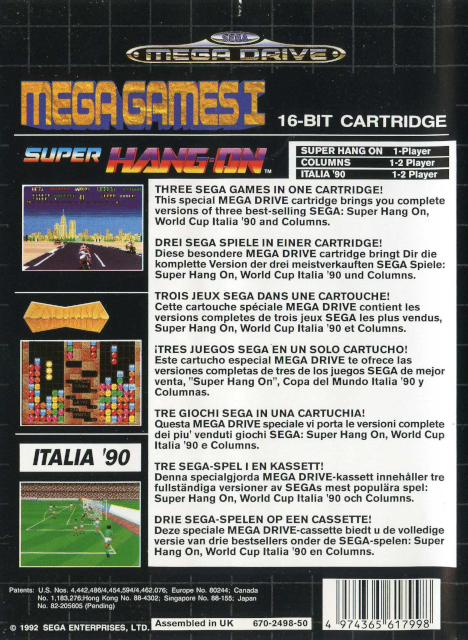 SEGA
MEGA DRIVE
MEGA GAMES I
16-BIT CARTRIDGE
SUPER HANG-ON™
SUPER HANG ON 1-Player
COLUMNS 1-2 Player
ITALIA '90 1-2 Player
THREE SEGA GAMES IN ONE CARTRIDGE!
This special MEGA DRIVE cartridge brings you complete
versions of three best-selling SEGA: Super Hang On,
World Cup Italia '90 and Columns.
DREI SEGA SPIELE IN EINER CARTRIDGE!
Diese besondere MEGA DRIVE cartridge bringt Dir die
komplette Version der drei meistverkauften SEGA Spiele:
Super Hang On, World Cup Italia '90 und Columns.
TROIS JEUX SEGA DANS UNE CARTOUCHE!
Cette cartouche spéciale MEGA DRIVE contient les
versions completes de trois jeux SEGA les plus vendus,
Super Hang On, World Cup Italia '90 et Columns.
COLUMNS
¡TRES JUEGOS SEGA EN UN SOLO CARTUCHO!
Este cartucho especial MEGA DRIVE te ofrece las
versiones completas de tres de los juegos SEGA de mejor
venta, "Super Hang On", Copa del Mundo Italia '90 y
Columnas.
TRE GIOCHI SEGA IN UNA CARTUCHIA!
Questa MEGA DRIVE speciale vi porta le versioni complete
dei piu' venduti giochi SEGA: Super Hang On, World Cup
Italia '90 e Columns.
ITALIA '90
TRE SEGA-SPEL I EN KASSETT!
Denna specialgjorda MEGA DRIVE-kassett innehåller tre
fullständiga versioner av SEGAs mest populära spel:
Super Hang On, World Cup Italia '90 och Columns.
DRIE SEGA-SPELEN OP EEN CASSETTE!
Deze speciale MEGA DRIVE-cassette biedt u de volledige
versie van drie bestsellers onder de SEGA-spelen: Super
Hang On, World Cup Italia '90 en Columns.
Patents: U.S. Nos. 4,442,486/4,454,594/4,462,076; Europe No. 80244; Canada
No. 1,183,276;Hong Kong No. 88-4302; Singapore No. 88-155; Japan
No. 82-205605 (Pending)
© 1992 SEGA ENTERPRISES, LTD.
Assembled in UK 670-2498-50
4 974365 617998